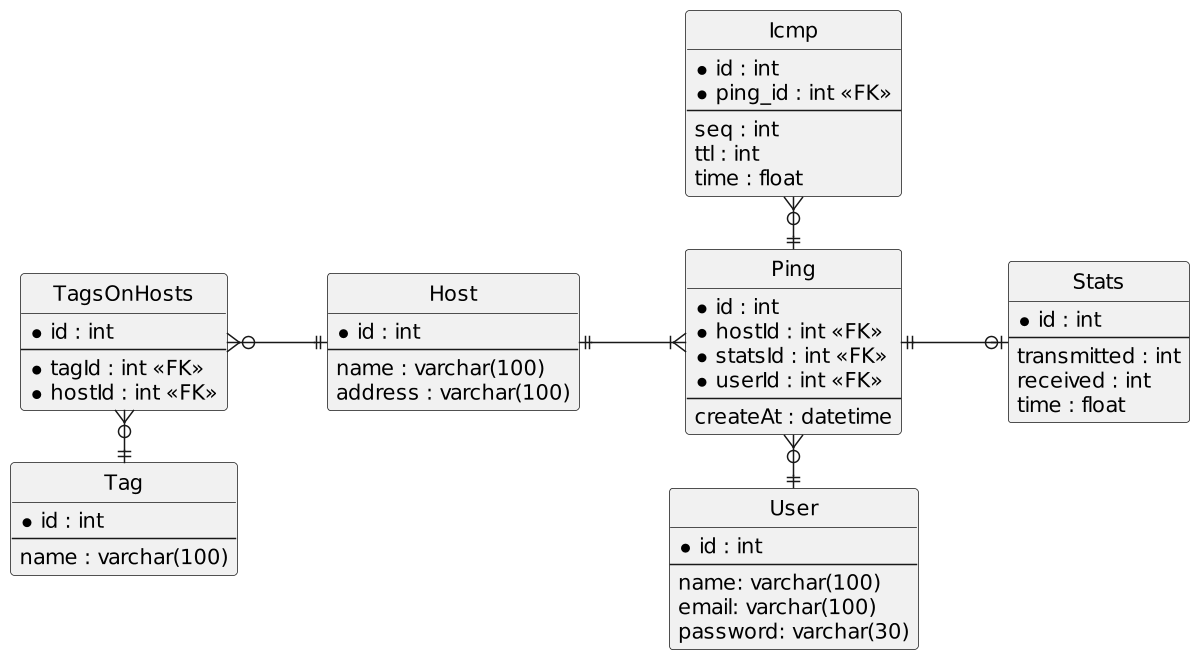 Icmp
* id : int
* ping_id : int «FK»
seq : int
ttl : int
time : float
TagsOnHosts
* id : int
* tagId : int «FK»
* hostId : int «FK»
Host
* id : int
name : varchar(100)
address : varchar(100)
Ping
* id : int
* hostId : int «FK»
* statsId : int «FK»
* userId : int «FK»
createAt : datetime
Stats
* id : int
transmitted : int
received : int
time : float
Tag
* id : int
name : varchar(100)
User
* id : int
name: varchar(100)
email: varchar(100)
password: varchar(30)